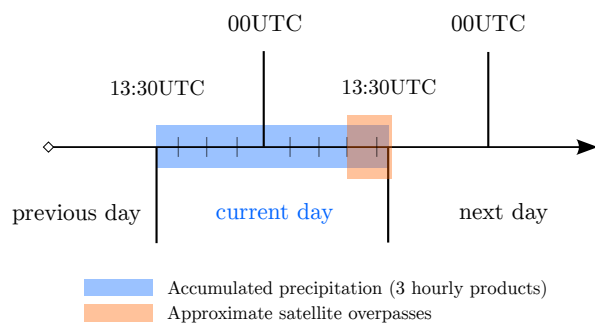 00UTC
00UTC
13:30UTC
13:30UTC
previous day
current day
next day
Accumulated precipitation (3 hourly products)
Approximate satellite overpasses